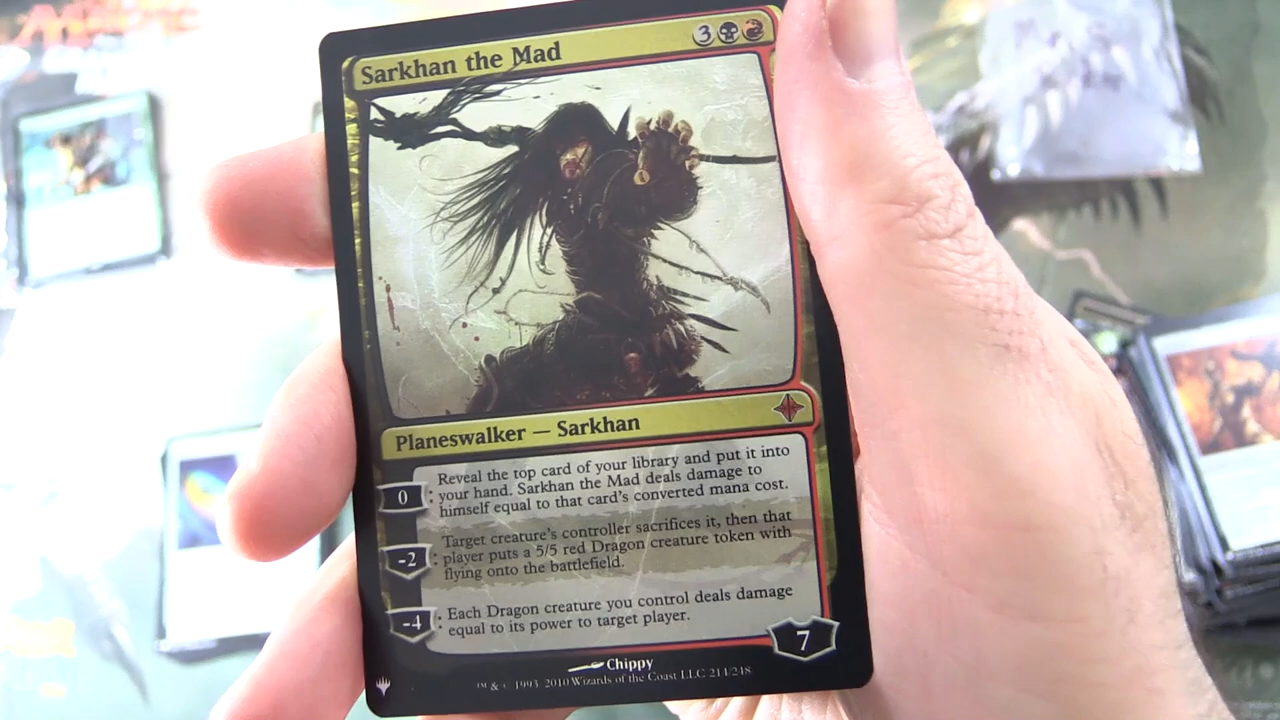 Sarkhan the Mad
3
Planeswalker — Sarkhan
0 : Reveal the top card of your library and put it into
your hand. Sarkhan the Mad deals damage to
himself equal to that card's converted mana cost.
-2 : Target creature's controller sacrifices it, then that
player puts a 5/5 red Dragon creature token with
flying onto the battlefield.
-4 : Each Dragon creature you control deals damage
equal to its power to target player.
7
Chippy
™ & © 1993-2010 Wizards of the Coast LLC 214/248